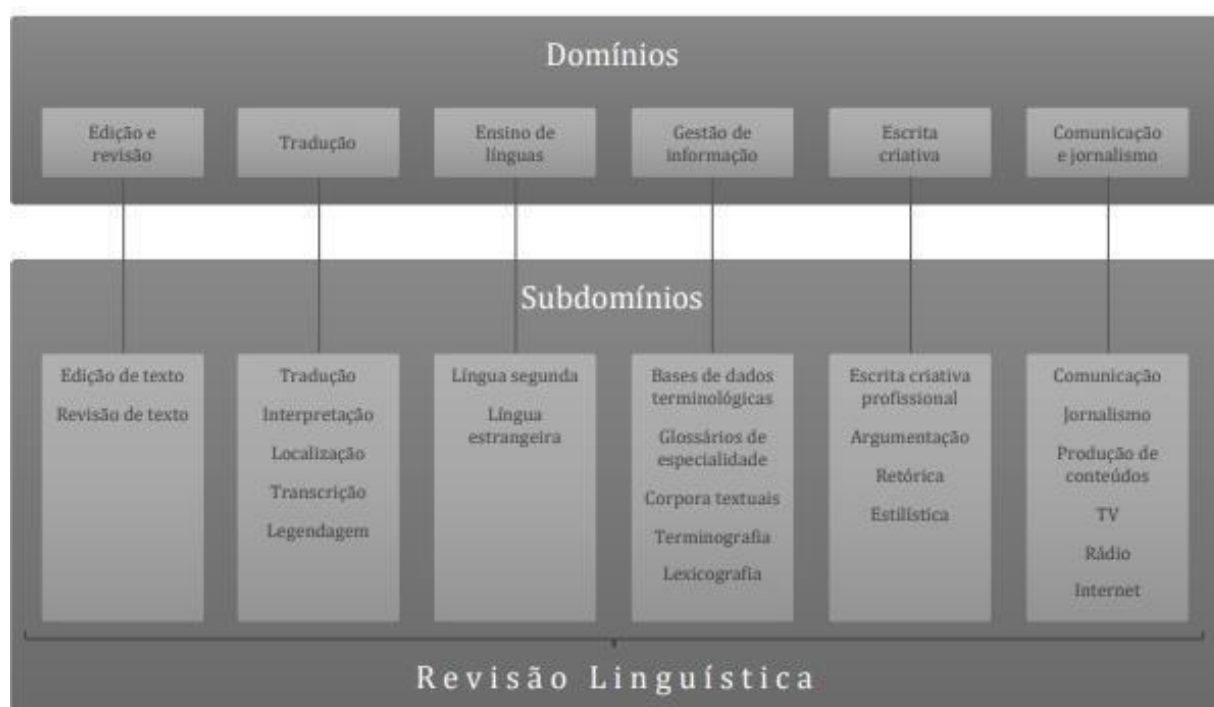 Domínios
Edição e
revisão
Tradução
Ensino de
línguas
Gestão de
informação
Escrita
criativa
Comunicação
e jornalismo
Subdomínios
Edição de texto
Revisão de texto
Tradução
Interpretação
Localização
Transcrição
Legendagem
Língua segunda
Língua
estrangeira
Bases de dados
terminológicas
Glossários de
especialidade
Corpora textuais
Terminografia
Lexicografia
Escrita criativa
profissional
Argumentação
Retórica
Estilística
Comunicação
Jornalismo
Produção de
conteúdos
TV
Rádio
Internet
Revisão Linguística